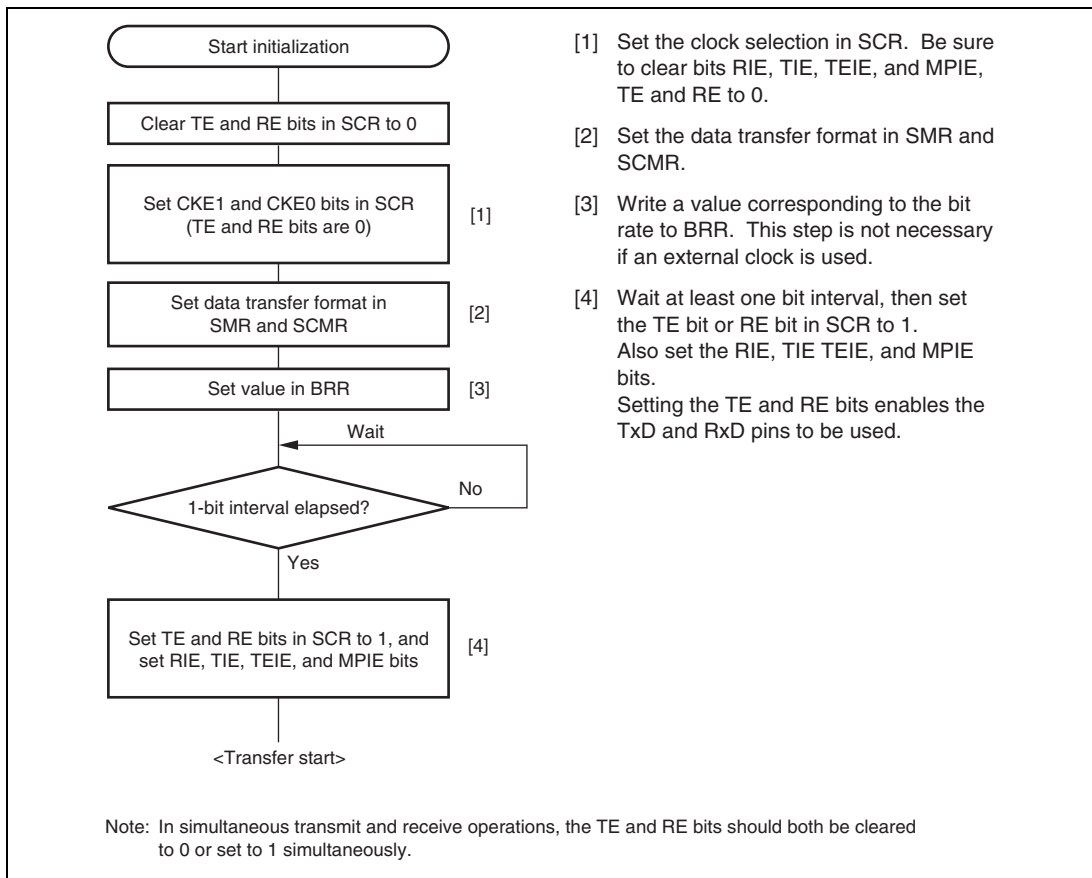 Start initialization
Clear TE and RE bits in SCR to 0
Set CKE1 and CKE0 bits in SCR
(TE and RE bits are 0)
[1]
Set data transfer format in
SMR and SCMR
[2]
Set value in BRR
[3]
Wait
No
1-bit interval elapsed?
Yes
Set TE and RE bits in SCR to 1, and
set RIE, TIE, TEIE, and MPIE bits
[4]
<Transfer start>
[1] Set the clock selection in SCR. Be sure
to clear bits RIE, TIE, TEIE, and MPIE,
TE and RE to 0.
[2] Set the data transfer format in SMR and
SCMR.
[3] Write a value corresponding to the bit
rate to BRR. This step is not necessary
if an external clock is used.
[4] Wait at least one bit interval, then set
the TE bit or RE bit in SCR to 1.
Also set the RIE, TIE TEIE, and MPIE
bits.
Setting the TE and RE bits enables the
TxD and RxD pins to be used.
Note: In simultaneous transmit and receive operations, the TE and RE bits should both be cleared
to 0 or set to 1 simultaneously.